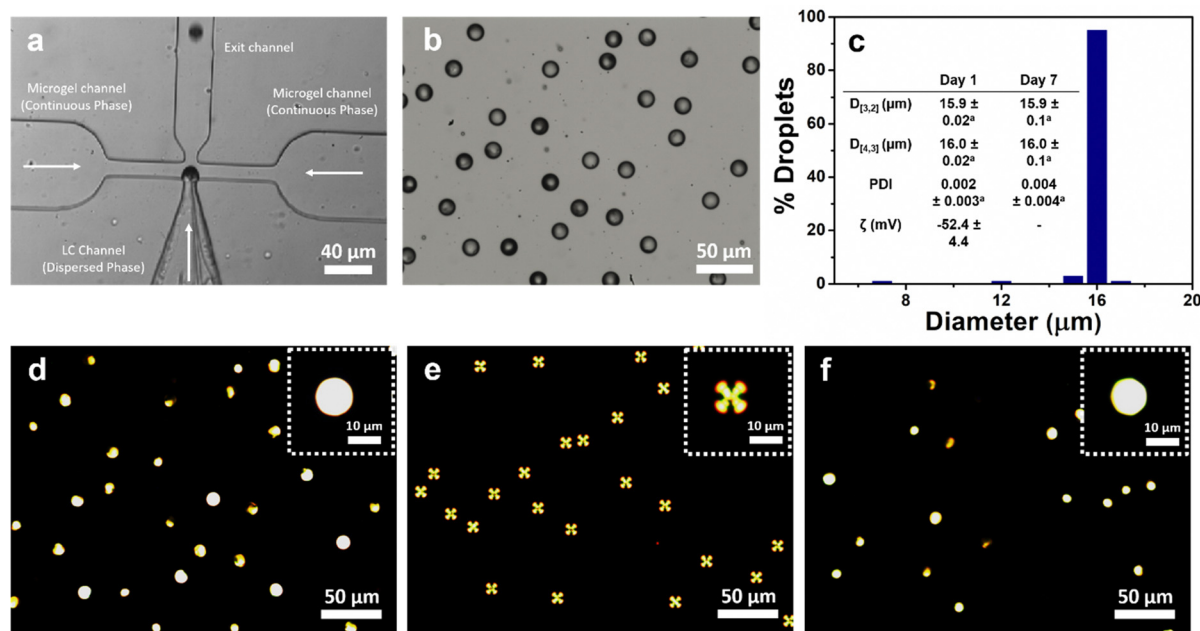 a
Exit channel
Microgel channel
(Continuous Phase)
Microgel channel
(Continuous Phase)
LC Channel
(Dispersed Phase)
40 µm
b
50 µm
c
% Droplets
100
80
60
40
20
0
Day 1 Day 7
D[3,2] (µm) 15.9 ± 15.9 ±
0.02ᵃ 0.1ᵃ
D[4,3] (µm) 16.0 ± 16.0 ±
0.02ᵃ 0.1ᵃ
PDI 0.002 0.004
± 0.003ᵃ ± 0.004ᵃ
ζ (mV) -52.4 ± -
4.4
8 12 16 20
Diameter (µm)
d
10 µm
50 µm
e
10 µm
50 µm
f
10 µm
50 µm